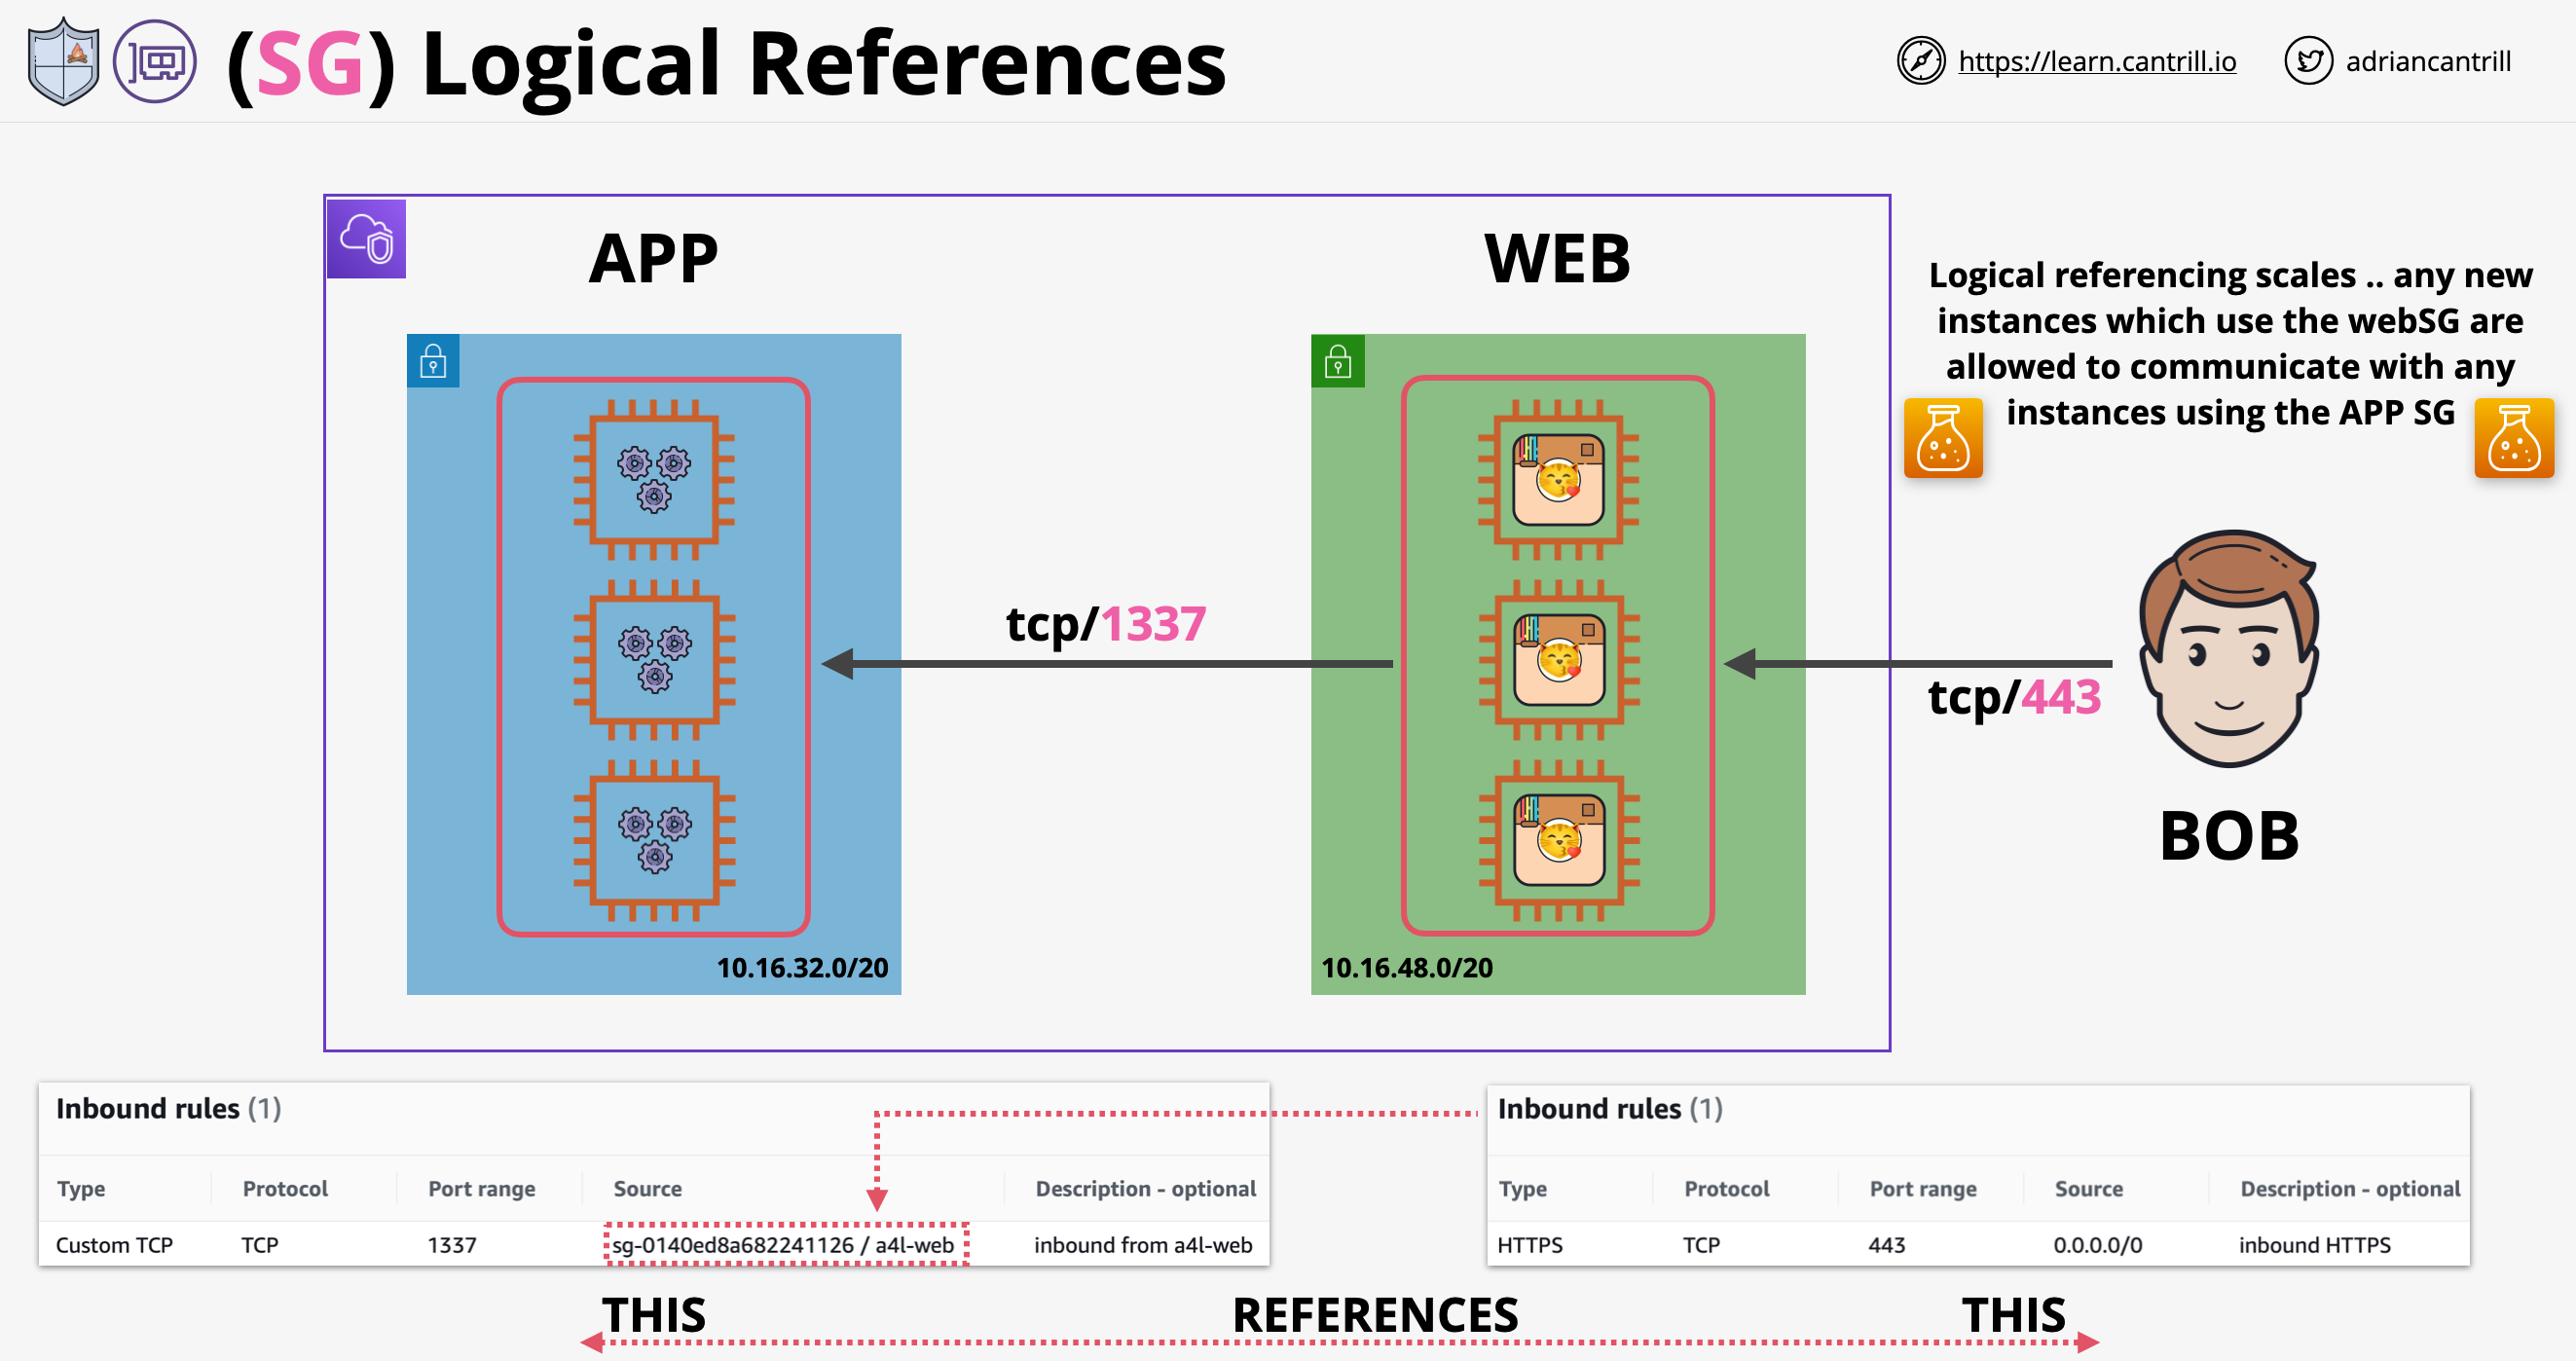 (SG) Logical References
https://learn.cantrill.io
adriancantrill
APP
WEB
Logical referencing scales .. any new
instances which use the webSG are
allowed to communicate with any
instances using the APP SG
tcp/1337
tcp/443
BOB
10.16.32.0/20
10.16.48.0/20
Inbound rules (1)
Type Protocol Port range Source Description - optional
Custom TCP TCP 1337 sg-0140ed8a682241126 / a4l-web inbound from a4l-web
Inbound rules (1)
Type Protocol Port range Source Description - optional
HTTPS TCP 443 0.0.0.0/0 inbound HTTPS
THIS REFERENCES THIS